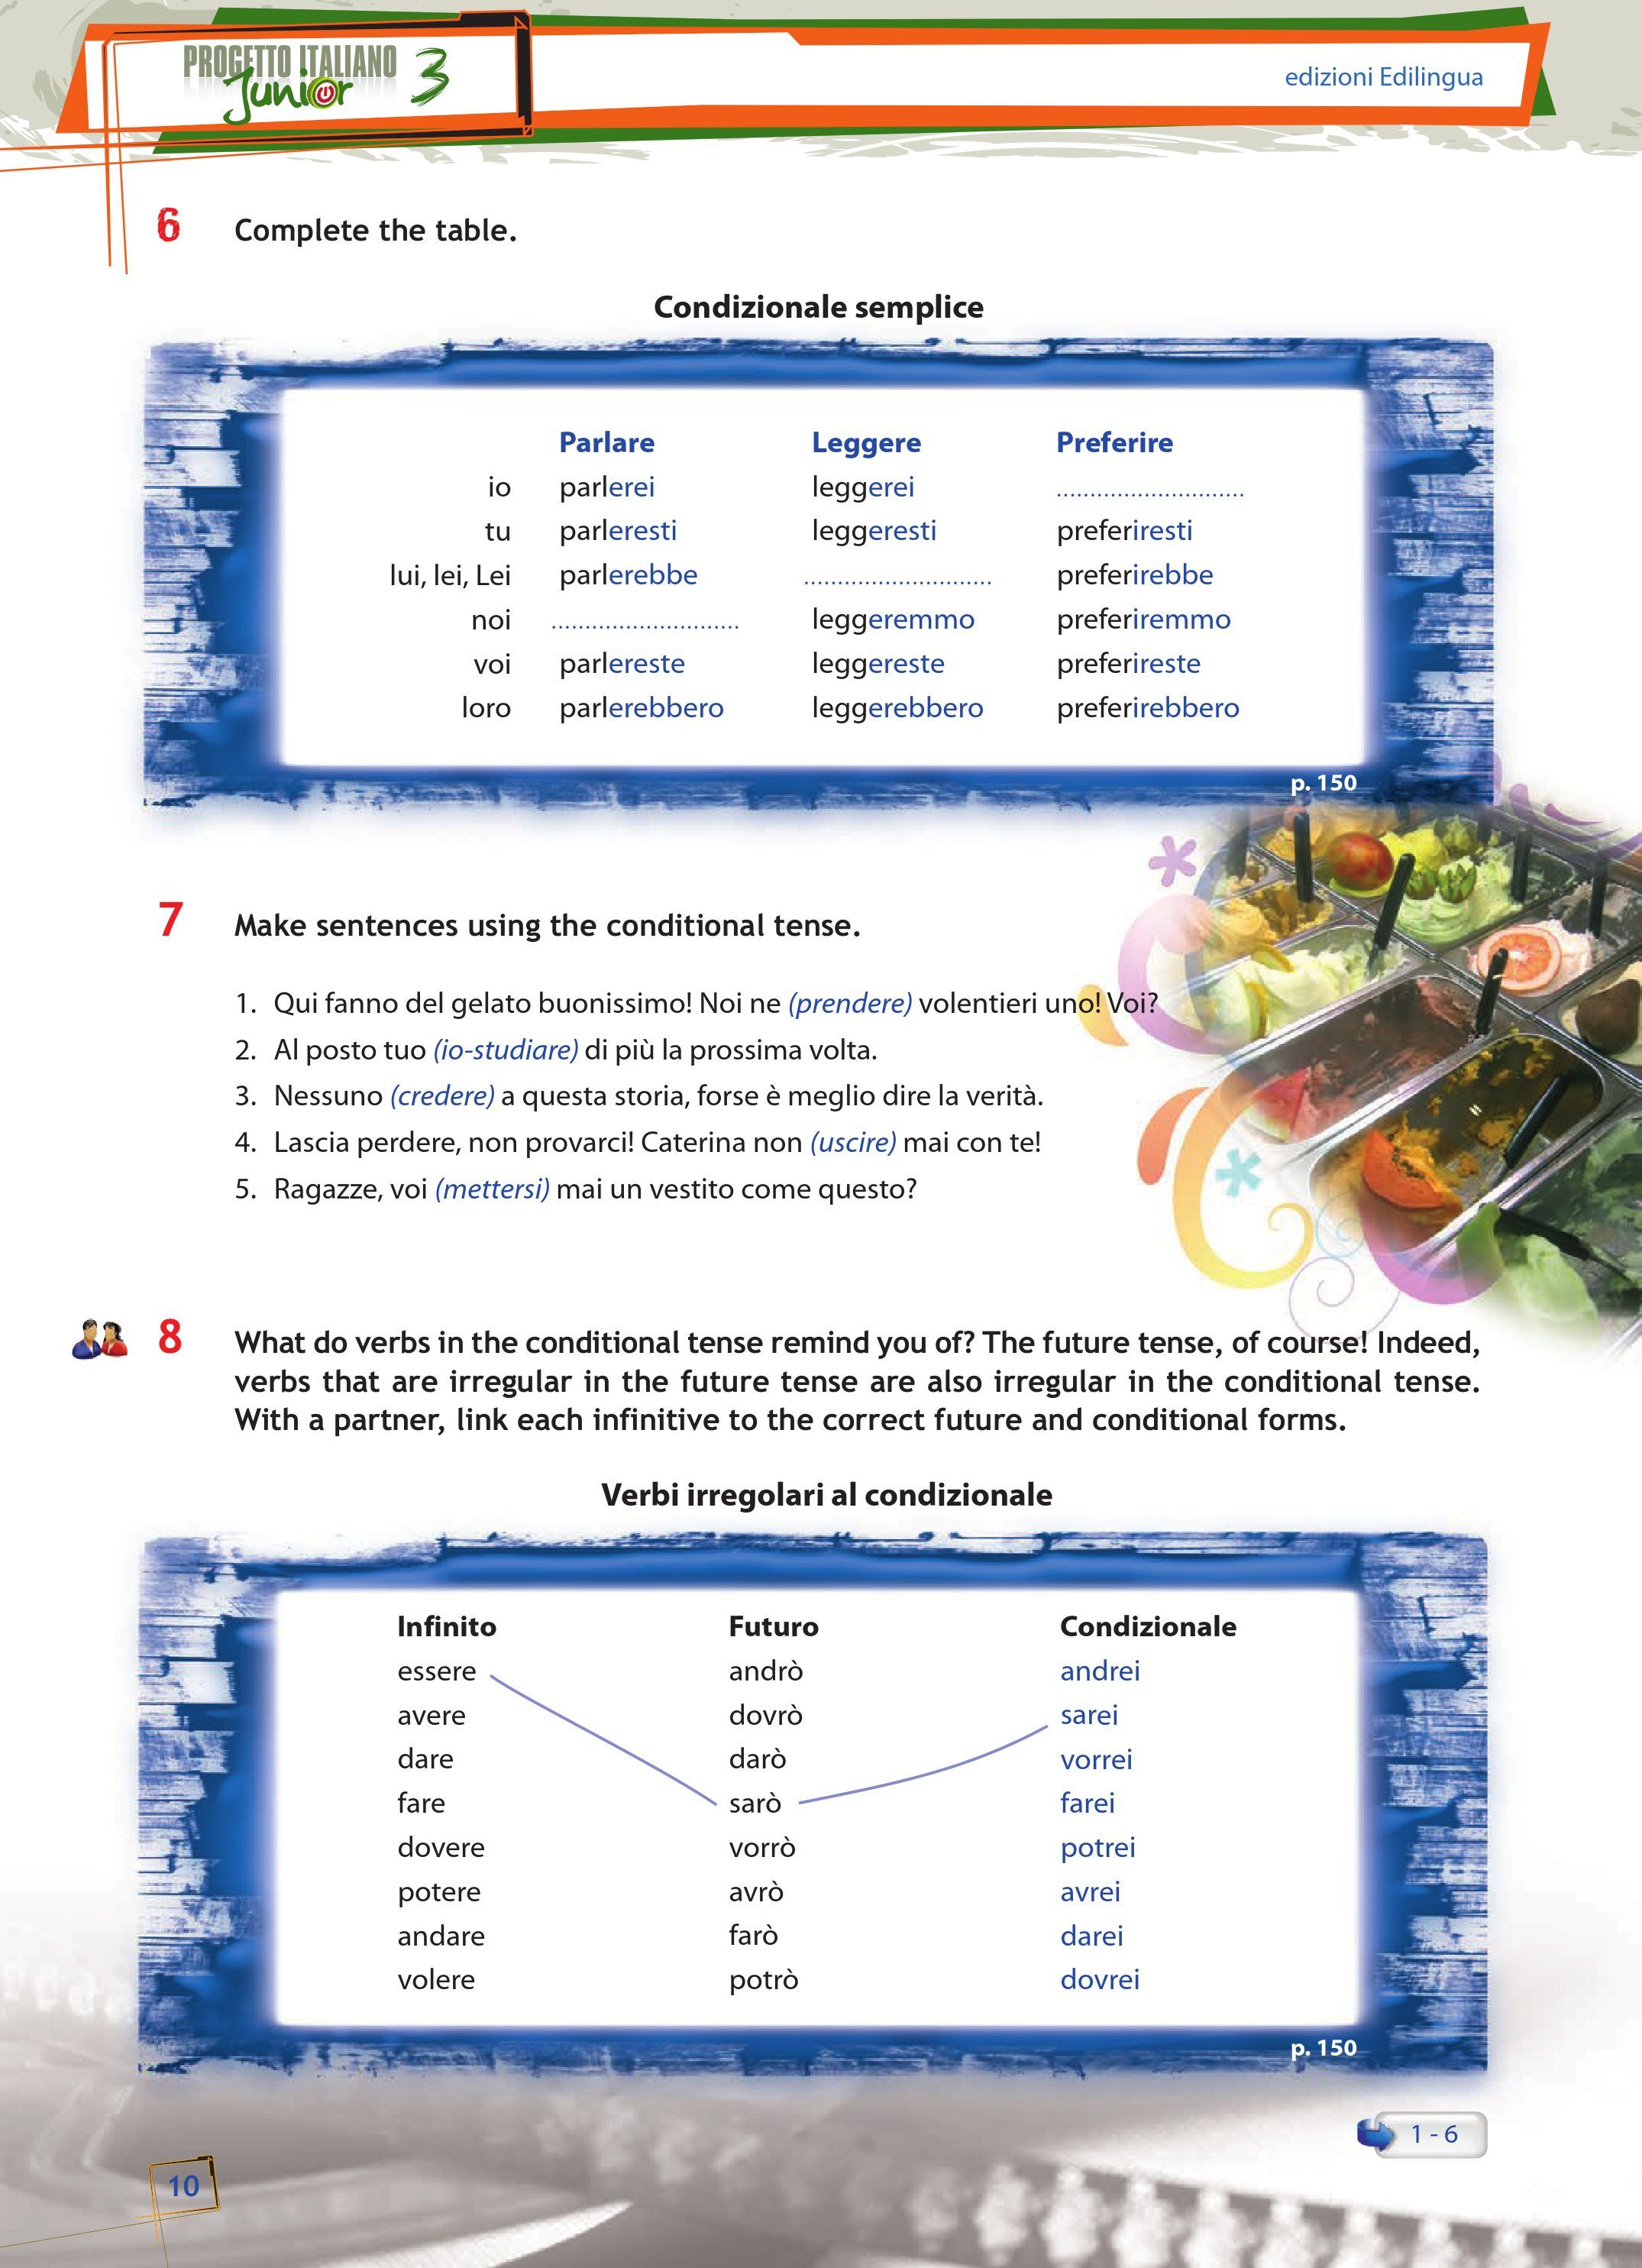 PROGETTO ITALIANO
Junior 3
edizioni Edilingua
6 Complete the table.
Condizionale semplice
Parlare Leggere Preferire
io parlerei leggerei ............................
tu parleresti leggeresti preferiresti
lui, lei, Lei parlerebbe ............................ preferirebbe
noi ............................ leggeremmo preferiremmo
voi parlereste leggereste preferireste
loro parlerebbero leggerebbero preferirebbero
p. 150
7 Make sentences using the conditional tense.
1. Qui fanno del gelato buonissimo! Noi ne (prendere) volentieri uno! Voi?
2. Al posto tuo (io-studiare) di più la prossima volta.
3. Nessuno (credere) a questa storia, forse è meglio dire la verità.
4. Lascia perdere, non provarci! Caterina non (uscire) mai con te!
5. Ragazze, voi (mettersi) mai un vestito come questo?
8 What do verbs in the conditional tense remind you of? The future tense, of course! Indeed,
verbs that are irregular in the future tense are also irregular in the conditional tense.
With a partner, link each infinitive to the correct future and conditional forms.
Verbi irregolari al condizionale
Infinito Futuro Condizionale
essere andrò andrei
avere dovrò sarei
dare darò vorrei
fare sarò farei
dovere vorrò potrei
potere avrò avrei
andare farò darei
volere potrò dovrei
p. 150
1 - 6
10